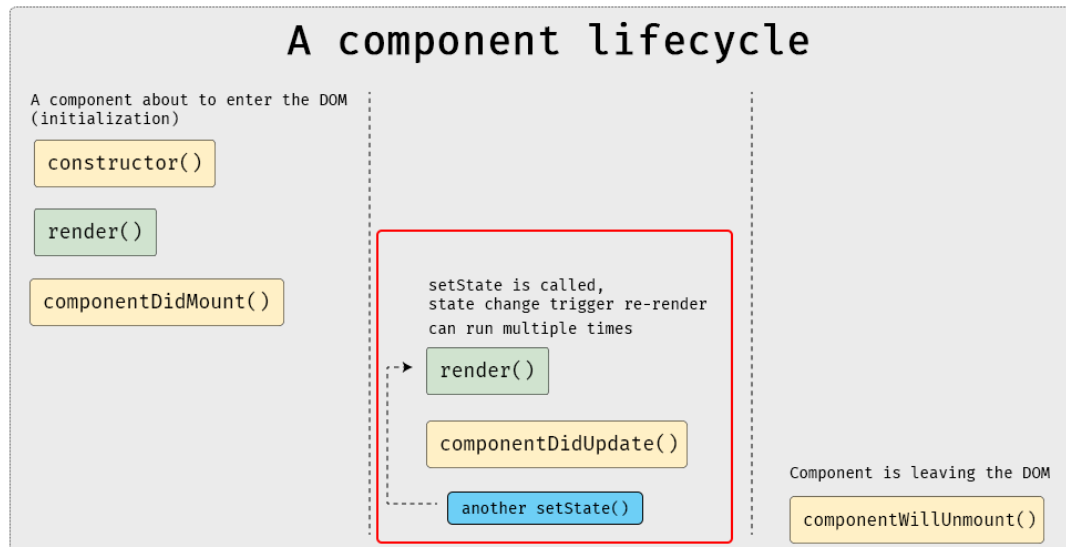 A component lifecycle
A component about to enter the DOM
(initialization)
constructor()
render()
componentDidMount()
setState is called,
state change trigger re-render
can run multiple times
render()
componentDidUpdate()
another setState()
Component is leaving the DOM
componentWillUnmount()